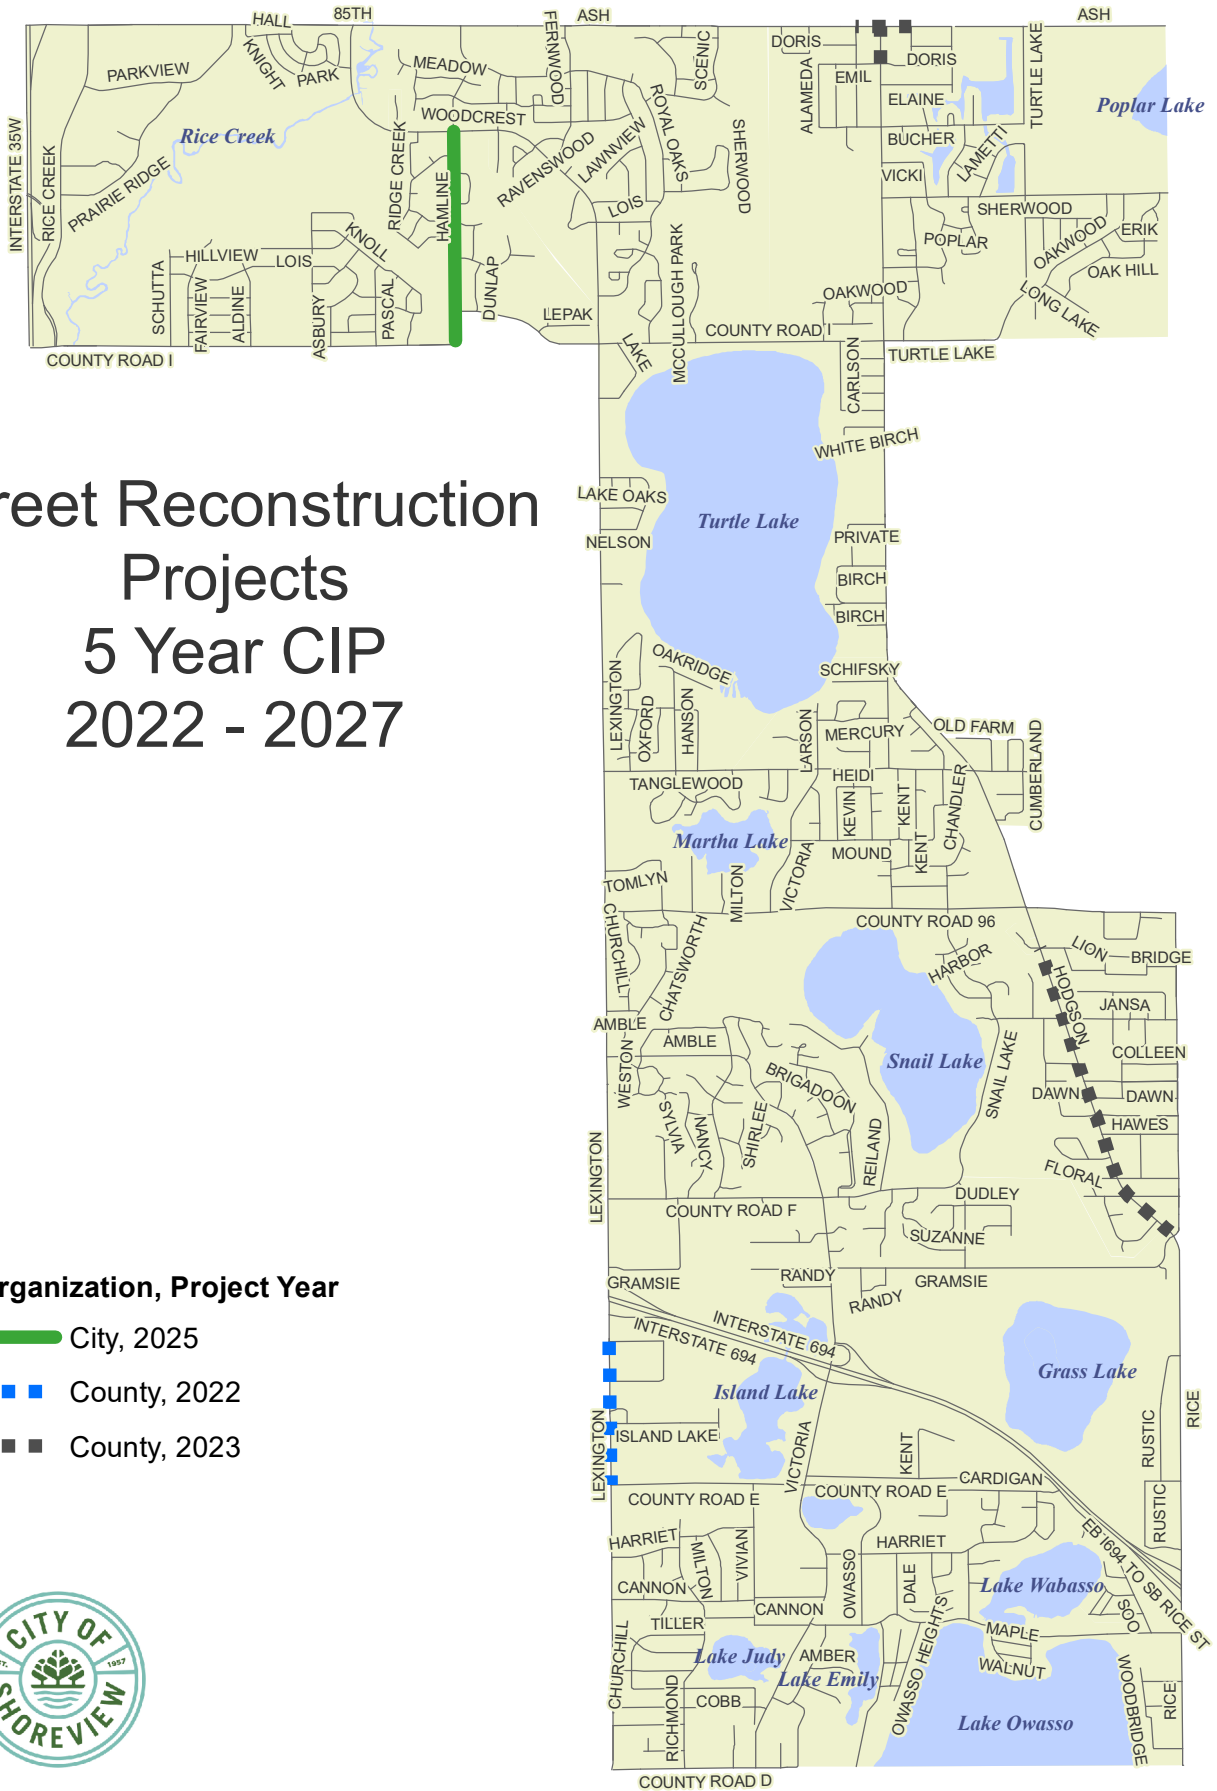 HALL
85TH
FERNWOOD
ASH
ASH
KNIGHT
PARK
PARKVIEW
MEADOW
SCENIC
DORIS
DORIS
ALAMEDA
EMIL
ELAINE
TURTLE LAKE
Poplar Lake
WOODCREST
ROYAL OAKS
BUCHER
LAMETTI
VICKI
INTERSTATE 35W
RICE CREEK
Rice Creek
PRAIRIE RIDGE
RIDGE CREEK
HAMLINE
RAVENSWOOD
LAWNVIEW
LOIS
SHERWOOD
SHERWOOD
POPLAR
OAKWOOD
ERIK
OAK HILL
LONG LAKE
KNOLL
HILLVIEW
LOIS
SCHUTTA
FAIRVIEW
ALDINE
ASBURY
PASCAL
DUNLAP
LEPAK
MCCULLOUGH PARK
OAKWOOD
COUNTY ROAD I
COUNTY ROAD I
LAKE
CARLSON
TURTLE LAKE
WHITE BIRCH
reet Reconstruction
Projects
5 Year CIP
2022 - 2027
LAKE OAKS
NELSON
Turtle Lake
PRIVATE
BIRCH
BIRCH
OAKRIDGE
SCHIFSKY
LEXINGTON
OXFORD
HANSON
LARSON
MERCURY
OLD FARM
CUMBERLAND
TANGLEWOOD
HEIDI
KEVIN
KENT
KENT
CHANDLER
Martha Lake
MOUND
TOMLYN
MILTON
VICTORIA
COUNTY ROAD 96
CHURCHILL
CHATSWORTH
HARBOR
LION
BRIDGE
HODGSON
JANSA
AMBLE
AMBLE
COLLEEN
WESTON
BRIGADOON
Snail Lake
SNAIL LAKE
DAWN
DAWN
HAWES
SYLVIA
NANCY
SHIRLEE
REILAND
FLORAL
LEXINGTON
DUDLEY
COUNTY ROAD F
SUZANNE
GRAMSIE
RANDY
RANDY
GRAMSIE
rganization, Project Year
City, 2025
County, 2022
County, 2023
INTERSTATE 694
INTERSTATE 694
Island Lake
Grass Lake
RICE
RUSTIC
RUSTIC
LEXINGTON
ISLAND LAKE
VICTORIA
KENT
CARDIGAN
COUNTY ROAD E
COUNTY ROAD E
HARRIET
MILTON
VIVIAN
OWASSO
HARRIET
DALE
EB I694 TO SB RICE ST
Lake Wabasso
CANNON
CANNON
TILLER
SOO
MAPLE
WALNUT
CHURCHILL
Lake Judy
AMBER
Lake Emily
OWASSO HEIGHTS
COBB
RICHMOND
Lake Owasso
WOODBRIDGE
RICE
COUNTY ROAD D
CITY OF
1957
SHOREVIEW